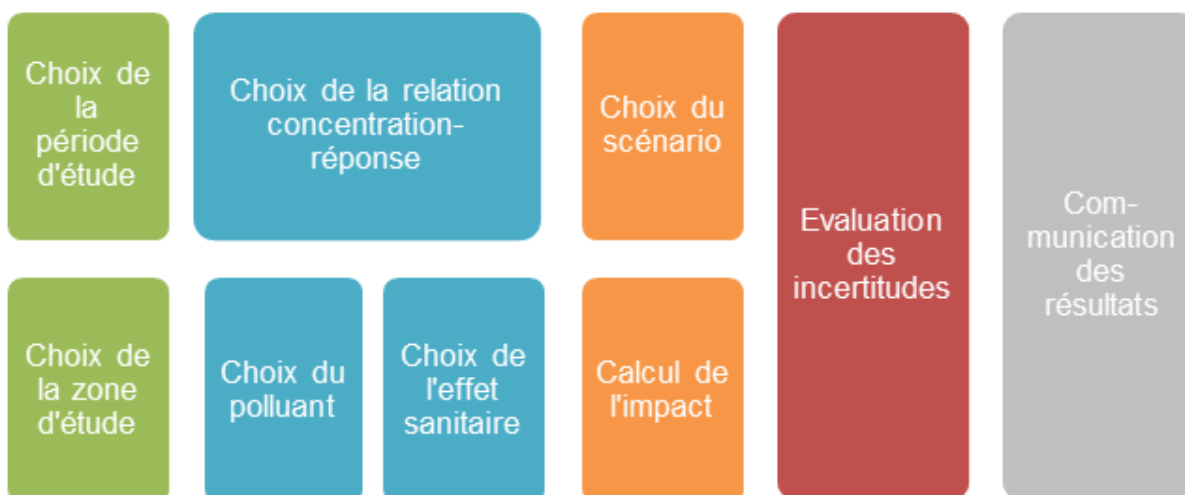 Choix de
la
période
d'étude
Choix de la relation
concentration-
réponse
Choix du
scénario
Evaluation
des
incertitudes
Com-
munication
des
résultats
Choix de
la zone
d'étude
Choix du
polluant
Choix de
l'effet
sanitaire
Calcul de
l'impact